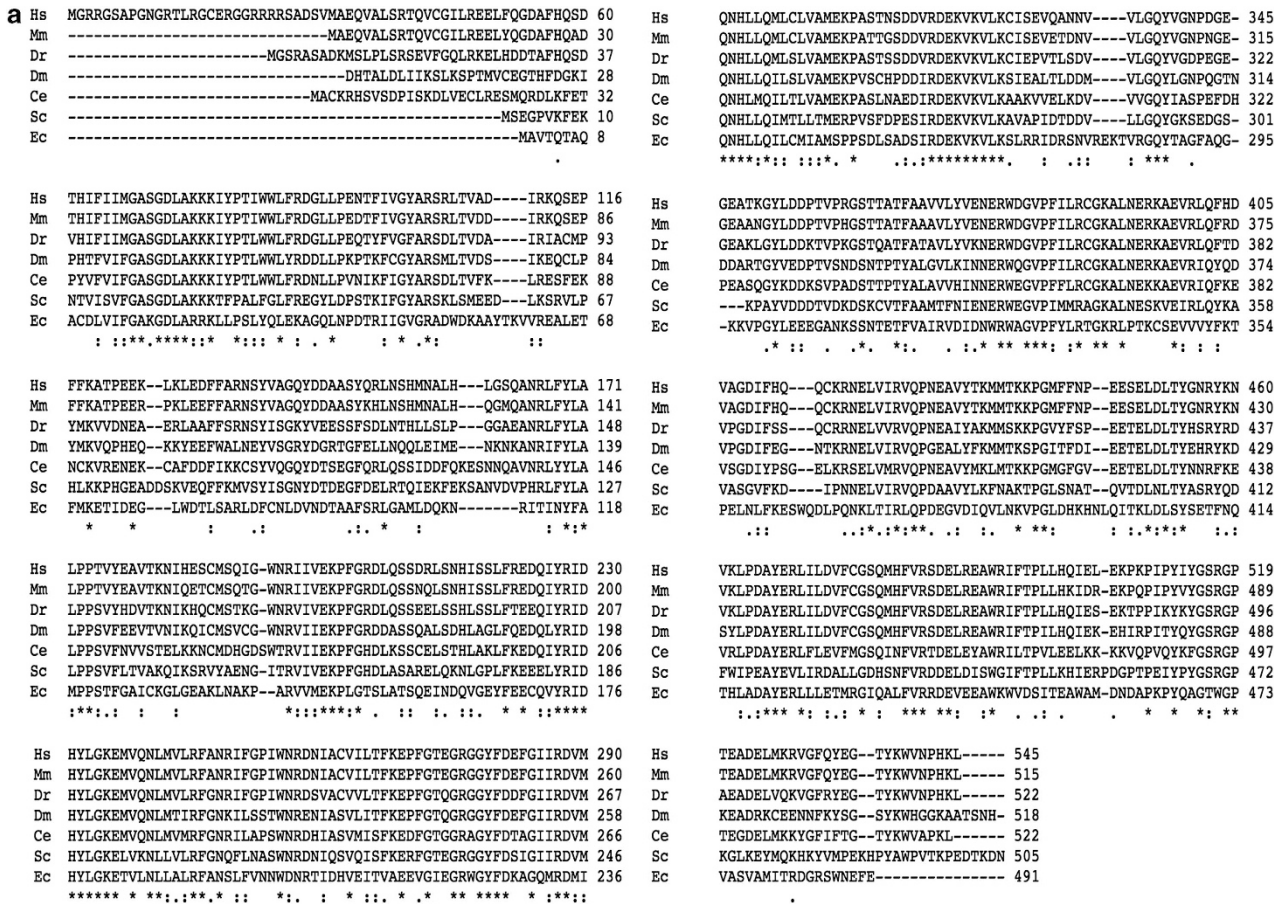 a
Hs MGRRGSAPGNGRTLRGCERGGRRRRSADSVMAEQVALSRTQVCGILREELFQGDAFHQSD 60
Mm ------------------------------MAEQVALSRTQVCGILREELYQGDAFHQAD 30
Dr -----------------------MGSRASADKMSLPLSRSEVFGQLRKELHDDTAFHQSD 37
Dm --------------------------------DHTALDLIIKSLKSPTMVCEGTHFDGKI 28
Ce ----------------------------MACKRHSVSDPISKDLVECLRESMQRDLKFET 32
Sc --------------------------------------------------MSEGPVKFEK 10
Ec ----------------------------------------------------MAVTQTAQ 8
.
Hs THIFIIMGASGDLAKKKIYPTIWWLFRDGLLPENTFIVGYARSRLTVAD----IRKQSEP 116
Mm THIFIIMGASGDLAKKKIYPTIWWLFRDGLLPEDTFIVGYARSRLTVDD----IRKQSEP 86
Dr VHIFIIMGASGDLAKKKIYPTLWWLFRDGLLPEQTYFVGFARSDLTVDA----IRIACMP 93
Dm PHTFVIFGASGDLAKKKIYPTLWWLYRDDLLPKPTKFCGYARSMLTVDS----IKEQCLP 84
Ce PYVFVIFGASGDLAKKKIYPTLWWLFRDNLLPVNIKFIGYARSDLTVFK----LRESFEK 88
Sc NTVISVFGASGDLAKKKTFPALFGLFREGYLDPSTKIFGYARSKLSMEED---LKSRVLP 67
Ec ACDLVIFGAKGDLARRKLLPSLYQLEKAGQLNPDTRIIGVGRADWDKAAYTKVVREALET 68
: ::**.****::* *::: * : . * : * .*: ::
Hs FFKATPEEK--LKLEDFFARNSYVAGQYDDAASYQRLNSHMNALH---LGSQANRLFYLA 171
Mm FFKATPEER--PKLEEFFARNSYVAGQYDDAASYKHLNSHMNALH---QGMQANRLFYLA 141
Dr YMKVVDNEA--ERLAAFFSRNSYISGKYVEESSFSDLNTHLLSLP---GGAEANRLFYLA 148
Dm YMKVQPHEQ--KKYEEFWALNEYVSGRYDGRTGFELLNQQLEIME---NKNKANRIFYLA 139
Ce NCKVRENEK--CAFDDFIKKCSYVQGQYDTSEGFQRLQSSIDDFQKESNNQAVNRLYYLA 146
Sc HLKKPHGEADDSKVEQFFKMVSYISGNYDTDEGFDELRTQIEKFEKSANVDVPHRLFYLA 127
Ec FMKETIDEG--LWDTLSARLDFCNLDVNDTAAFSRLGAMLDQKN-------RITINYFA 118
* * : .: :. * : : :*:*
Hs LPPTVYEAVTKNIHESCMSQIG-WNRIIVEKPFGRDLQSSDRLSNHISSLFREDQIYRID 230
Mm LPPTVYEAVTKNIQETCMSQTG-WNRIIVEKPFGRDLQSSNQLSNHISSLFREDQIYRID 200
Dr LPPSVYHDVTKNIKHQCMSTKG-WNRVIVEKPFGRDLQSSEELSSHLSSLFTEEQIYRID 207
Dm LPPSVFEEVTVNIKQICMSVCG-WNRVIIEKPFGRDDASSQALSDHLAGLFQEDQLYRID 198
Ce LPPSVFNVVSTELKKNCMDHGDSWTRVIIEKPFGHDLKSSCELSTHLAKLFKEDQIYRID 206
Sc LPPSVFLTVAKQIKSRVYAENG-ITRVIVEKPFGHDLASARELQKNLGPLFKEEELYRID 186
Ec MPPSTFGAICKGLGEAKLNAKP--ARVVMEKPLGTSLATSQEINDQVGEYFEECQVYRID 176
:**:.: : : *::***:* . :: :. ::. * * ::****
Hs HYLGKEMVQNLMVLRFANRIFGPIWNRDNIACVILTFKEPFGTEGRGGYFDEFGIIRDVM 290
Mm HYLGKEMVQNLMVLRFANRIFGPIWNRDNIACVILTFKEPFGTEGRGGYFDEFGIIRDVM 260
Dr HYLGKEMVQNLMVLRFGNRIFGPIWNRDSVACVVLTFKEPFGTQGRGGYFDDFGIIRDVM 267
Dm HYLGKEMVQNLMTIRFGNKILSSTWNRENIASVLITFKEPFGTQGRGGYFDEFGIIRDVM 258
Ce HYLGKEMVQNLMVMRFGNRILAPSWNRDHIASVMISFKEDFGTGGRAGYFDTAGIIRDVM 266
Sc HYLGKELVKNLLVLRFGNQFLNASWNRDNIQSVQISFKERFGTEGRGGYFDSIGIIRDVM 246
Ec HYLGKETVLNLLALRFANSLFVNNWDNRTIDHVEITVAEEVGIEGRWGYFDKAGQMRDMI 236
****** * **:.:**.* :: *:. : * ::. * .* ** **** * :**::
Hs QNHLLQMLCLVAMEKPASTNSDDVRDEKVKVLKCISEVQANNV----VLGQYVGNPDGE- 345
Mm QNHLLQMLCLVAMEKPATTGSDDVRDEKVKVLKCISEVETDNV----VLGQYVGNPNGE- 315
Dr QNHLLQMLCLVAMEKPASTSSDDVRDEKVKVLKCIEPVTLSDV----VLGQYVGDPEGE- 322
Dm QNHLLQILSLVAMEKPVSCHPDDIRDEKVKVLKSIEALTLDDM----VLGQYLGNPQGTN 314
Ce QNHLMQILTLVAMEKPASLNAEDIRDEKVKVLKAAKVVELKDV----VVGQYIASPEFDH 322
Sc QNHLLQIMTLLTMERPVSFDPESIRDEKVKVLKAVAPIDTDDV----LLGQYGKSEDGS- 301
Ec QNHLLQILCMIAMSPPSDLSADSIRDEKVKVLKSLRRIDRSNVREKTVRGQYTAGFAQG- 295
****:*:: :::*. * .:.:**********. : .:: : *** .
Hs GEATKGYLDDPTVPRGSTTATFAAVVLYVENERWDGVPFILRCGKALNERKAEVRLQFHD 405
Mm GEAANGYLDDPTVPHGSTTATFAAAVLYVENERWDGVPFILRCGKALNERKAEVRLQFRD 375
Dr GEAKLGYLDDKTVPKGSTQATFATAVLYVKNERWDGVPFILRCGKALNERKAEVRLQFTD 382
Dm DDARTGYVEDPTVSNDSNTPTYALGVLKINNERWQGVPFILRCGKALNERKAEVRIQYQD 374
Ce PEASQGYKDDKSVPADSTTPTYALAVVHINNERWEGVPFFLRCGKALNEKKAEVRIQFKE 382
Sc ---KPAYVDDDTVDKDSKCVTFAAMTFNIENERWEGVPIMMRAGKALNESKVEIRLQYKA 358
Ec -KKVPGYLEEEGANKSSNTETFVAIRVDIDNWRWAGVPFYLRTGKRLPTKCSEVVVYFKT 354
.* :: . .*. *:. . :.* ** ***: :* ** * *: : :
Hs VAGDIFHQ---QCKRNELVIRVQPNEAVYTKMMTKKPGMFFNP--EESELDLTYGNRYKN 460
Mm VAGDIFHQ---QCKRNELVIRVQPNEAVYTKMMTKKPGMFFNP--EESELDLTYGNRYKN 430
Dr VPGDIFSS---QCRRNELVVRVQPNEAIYAKMMSKKPGVYFSP--EETELDLTYHSRYRD 437
Dm VPGDIFEG---NTKRNELVIRVQPGEALYFKMMTKSPGITFDI--EETELDLTYEHRYKD 429
Ce VSGDIYPSG--ELKRSELVMRVQPNEAVYMKLMTKKPGMGFGV--EETELDLTYNNRFKE 438
Sc VASGVFKD----IPNNELVIRVQPDAAVYLKFNAKTPGLSNAT--QVTDLNLTYASRYQD 412
Ec PELNLFKESWQDLPQNKLTIRLQPDEGVDIQVLNKVPGLDHKHNLQITKLDLSYSETFNQ 414
.:: ..:*.:*:**. .: :. * **: : :.*:*:* :.:
Hs VKLPDAYERLILDVFCGSQMHFVRSDELREAWRIFTPLLHQIEL-EKPKPIPYIYGSRGP 519
Mm VKLPDAYERLILDVFCGSQMHFVRSDELREAWRIFTPLLHKIDR-EKPQPIPYVYGSRGP 489
Dr VKLPDAYERLILDVFCGSQMHFVRSDELREAWRIFTPLLHQIES-EKTPPIKYKYGSRGP 496
Dm SYLPDAYERLILDVFCGSQMHFVRSDELREAWRIFTPILHQIEK-EHIRPITYQYGSRGP 488
Ce VRLPDAYERLFLEVFMGSQINFVRTDELEYAWRILTPVLEELKK-KKVQPVQYKFGSRGP 497
Sc FWIPEAYEVLIRDALLGDHSNFVRDDELDISWGIFTPLLKHIERPDGPTPEIYPYGSRGP 472
Ec THLADAYERLLLETMRGIQALFVRRDEVEEAWKWVDSITEAWAM-DNDAPKPYQAGTWGP 473
:.:*** * : :. * : *** **: :* . .: . . * * *: **
Hs TEADELMKRVGFQYEG--TYKWVNPHKL----- 545
Mm TEADELMKRVGFQYEG--TYKWVNPHKL----- 515
Dr AEADELVQKVGFRYEG--TYKWVNPHKL----- 522
Dm KEADRKCEENNFKYSG--SYKWHGGKAATSNH- 518
Ce TEGDELMKKYGFIFTG--TYKWVAPKL------ 522
Sc KGLKEYMQKHKYVMPEKHPYAWPVTKPEDTKDN 505
Ec VASVAMITRDGRSWNEFE--------------- 491
.